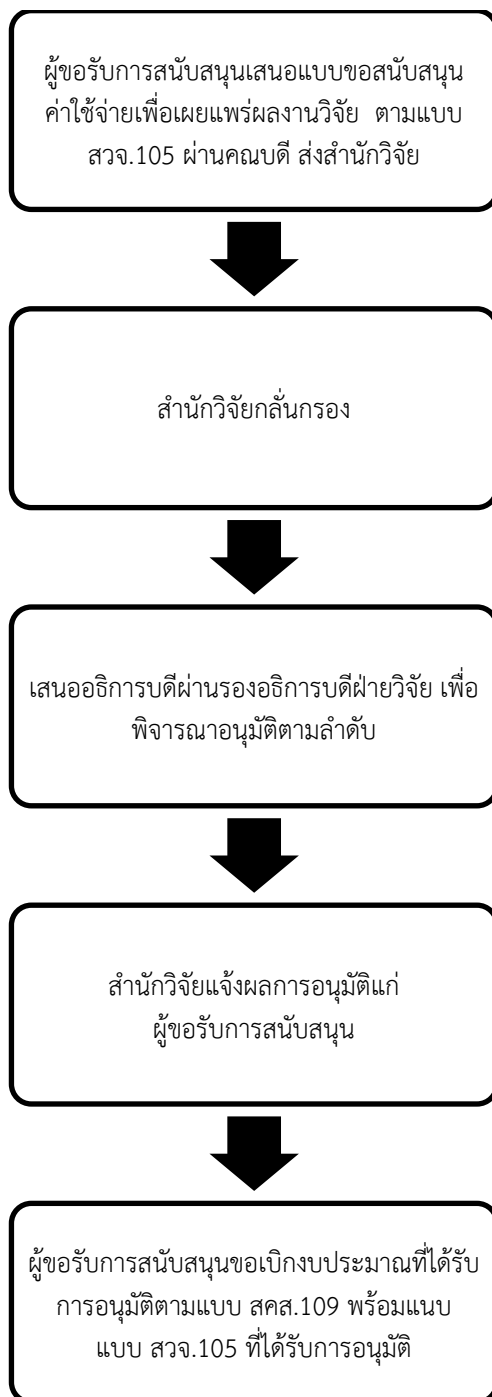 ผู้ขอรับการสนับสนุนเสนอแบบขอสนับสนุน
ค่าใช้จ่ายเพื่อเผยแพร่ผลงานวิจัย ตามแบบ
สวจ.105 ผ่านคณบดี ส่งสำนักวิจัย
สำนักวิจัยกลั่นกรอง
เสนออธิการบดีผ่านรองอธิการบดีฝ่ายวิจัย เพื่อ
พิจารณาอนุมัติตามลำดับ
สำนักวิจัยแจ้งผลการอนุมัติแก่
ผู้ขอรับการสนับสนุน
ผู้ขอรับการสนับสนุนขอเบิกงบประมาณที่ได้รับ
การอนุมัติตามแบบ สคส.109 พร้อมแนบ
แบบ สวจ.105 ที่ได้รับการอนุมัติ